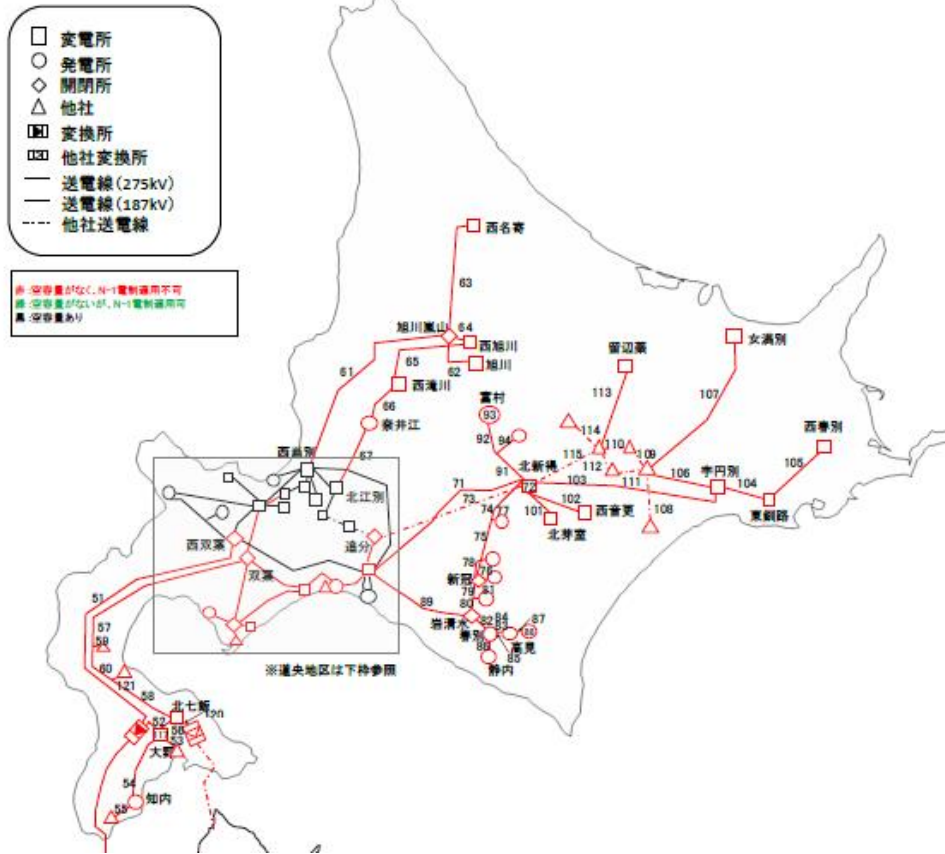 変電所
発電所
開閉所
他社
変換所
他社変換所
送電線(275kV)
送電線(187kV)
他社送電線
赤:空容量がなく、N-1電制適用不可
緑:空容量がないが、N-1電制適用可
黒:空容量あり
西名寄
63
旭川嵐山
64
西旭川
61
65
62
旭川
西滝川
66
奈井江
67
女満別
留辺蘂
113
107
富村
93
92
94
114
110
115
109
112
西春別
西当別
北江別
91
北新得
103
111
106
宇円別
104
105
71
73
72
102
101
西音更
108
東釧路
74
77
北芽室
75
西双葉
追分
双葉
78
76
新冠
79
81
51
89
80
岩清水
82
84
83
87
88
57
春別
高見
59
86
85
静内
※道央地区は下枠参照
60
121
58
北七飯
120
52
56
53
大野
54
知内
55